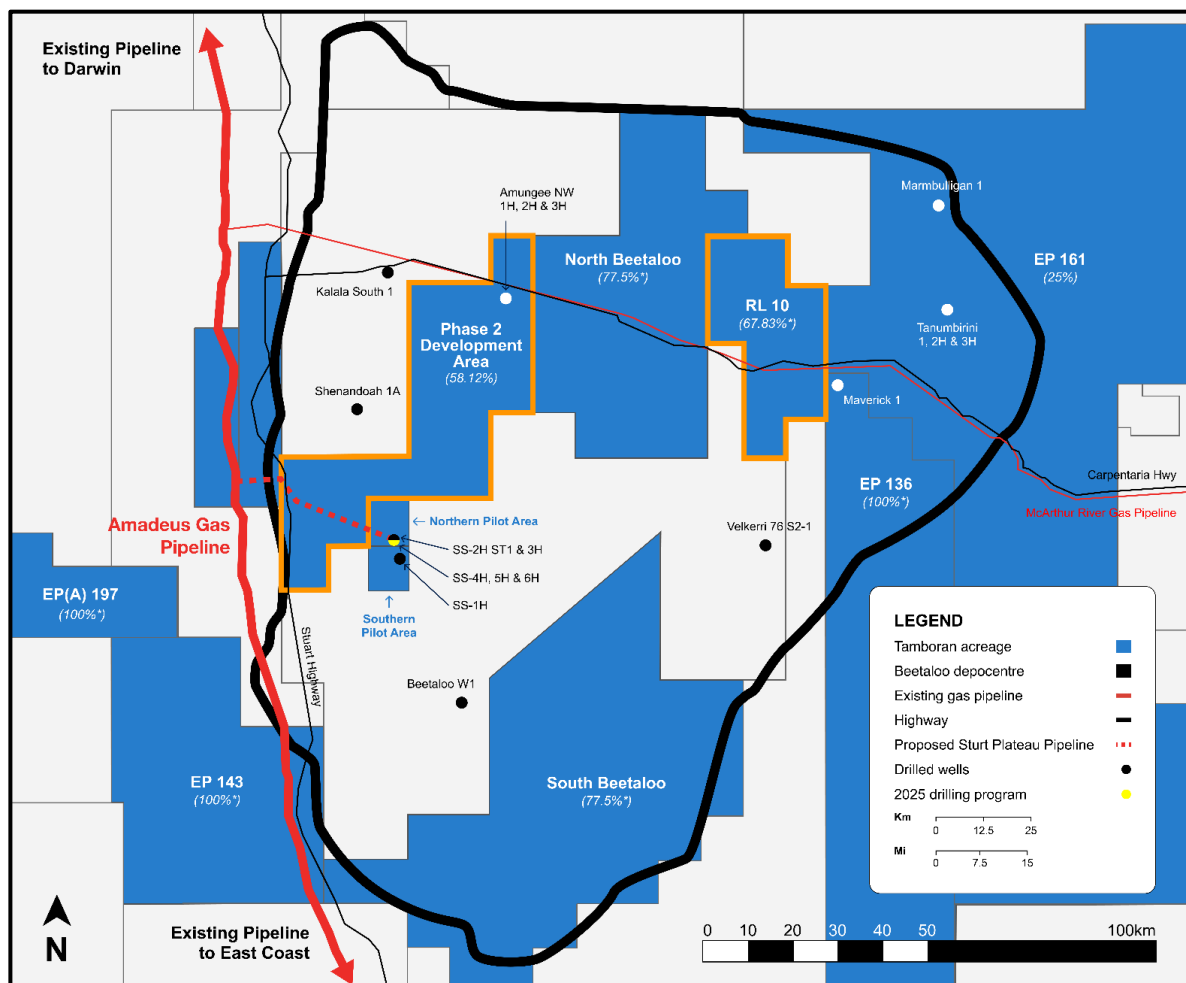 Existing Pipeline
to Darwin
Marmbulligan 1
Amungee NW
1H, 2H & 3H
North Beetaloo
(77.5%*)
EP 161
(25%)
Kalala South 1
RL 10
(67.83%*)
Tanumbirini
1, 2H & 3H
Phase 2
Development
Area
(58.12%)
Shenandoah 1A
Maverick 1
Carpentaria Hwy
McArthur River Gas Pipeline
EP 136
(100%*)
Amadeus Gas
Pipeline
Northern Pilot Area
Velkerri 76 S2-1
SS-2H ST1 & 3H
SS-4H, 5H & 6H
SS-1H
EP(A) 197
(100%*)
Southern
Pilot Area
Stuart Highway
Beetaloo W1
EP 143
(100%*)
South Beetaloo
(77.5%*)
LEGEND
Tamboran acreage
Beetaloo depocentre
Existing gas pipeline
Highway
Proposed Sturt Plateau Pipeline
Drilled wells
2025 drilling program
Km
0 12.5 25
Mi
0 7.5 15
N
Existing Pipeline
to East Coast
0 10 20 30 40 50 100km